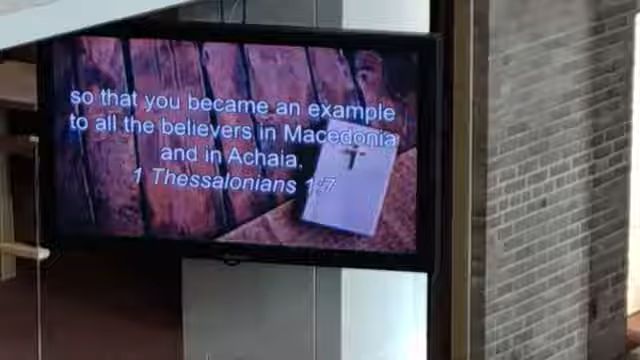 so that you became an example
to all the believers in Macedonia
and in Achaia.
1 Thessalonians 1:7